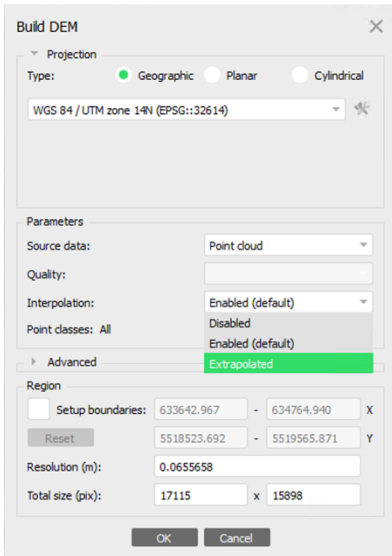 Build DEM
Projection
Type: Geographic Planar Cylindrical
WGS 84 / UTM zone 14N (EPSG::32614)
Parameters
Source data: Point cloud
Quality:
Interpolation: Enabled (default)
Disabled
Point classes: All
Enabled (default)
Extrapolated
Advanced
Region
Setup boundaries: 633642.967 - 634764.940 X
Reset 5518523.692 - 5519565.871 Y
Resolution (m): 0.0655658
Total size (pix): 17115 x 15898
OK Cancel